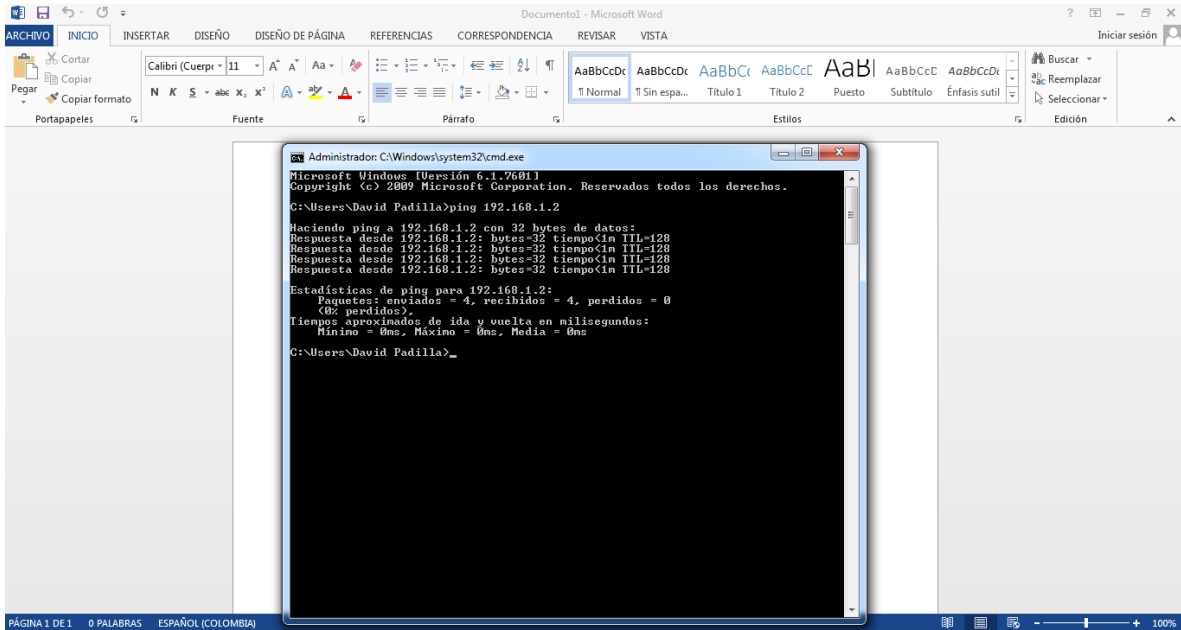 Documento1 - Microsoft Word
ARCHIVO INICIO INSERTAR DISEÑO DISEÑO DE PÁGINA REFERENCIAS CORRESPONDENCIA REVISAR VISTA Iniciar sesión
Pegar
Cortar
Copiar
Copiar formato
Portapapeles
Calibri (Cuerpo 11
N K S abc X₂ X² A aby A
Fuente
Párrafo
AaBbCcDc AaBbCcDc AaBbCc AaBbCcE AaBl AaBbCcD AaBbCcDc
¶ Normal ¶ Sin espa... Título 1 Título 2 Puesto Subtítulo Énfasis sutil
Estilos
Buscar
Reemplazar
Seleccionar
Edición
Administrador: C:\Windows\system32\cmd.exe
Microsoft Windows [Versión 6.1.7601]
Copyright (c) 2009 Microsoft Corporation. Reservados todos los derechos.
C:\Users\David Padilla>ping 192.168.1.2
Haciendo ping a 192.168.1.2 con 32 bytes de datos:
Respuesta desde 192.168.1.2: bytes=32 tiempo<1m TTL=128
Respuesta desde 192.168.1.2: bytes=32 tiempo<1m TTL=128
Respuesta desde 192.168.1.2: bytes=32 tiempo<1m TTL=128
Respuesta desde 192.168.1.2: bytes=32 tiempo<1m TTL=128
Estadísticas de ping para 192.168.1.2:
Paquetes: enviados = 4, recibidos = 4, perdidos = 0
(0% perdidos),
Tiempos aproximados de ida y vuelta en milisegundos:
Mínimo = 0ms, Máximo = 0ms, Media = 0ms
C:\Users\David Padilla>_
PÁGINA 1 DE 1 0 PALABRAS ESPAÑOL (COLOMBIA) 100%